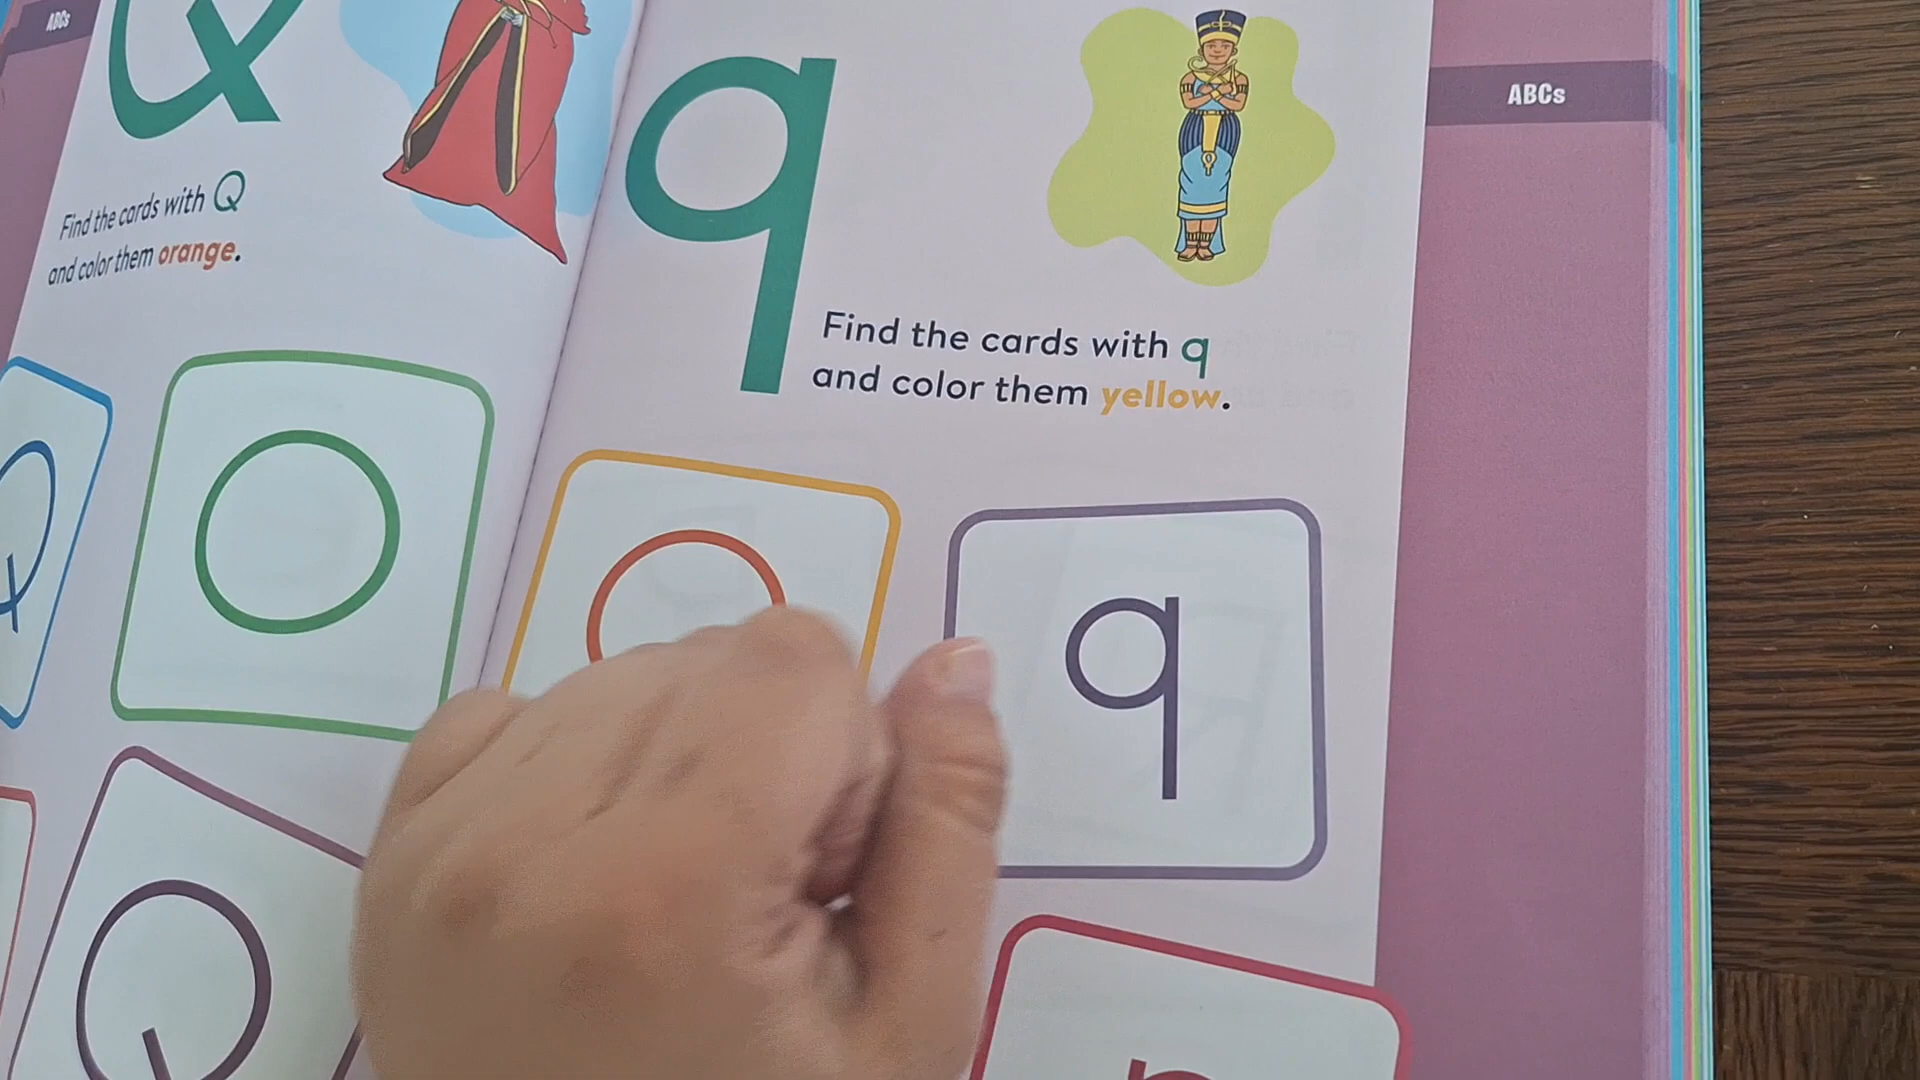 ABCs
Q
Find the cards with Q
and color them orange.
Q
O
Q
q
Find the cards with q
and color them yellow.
q
ABCs